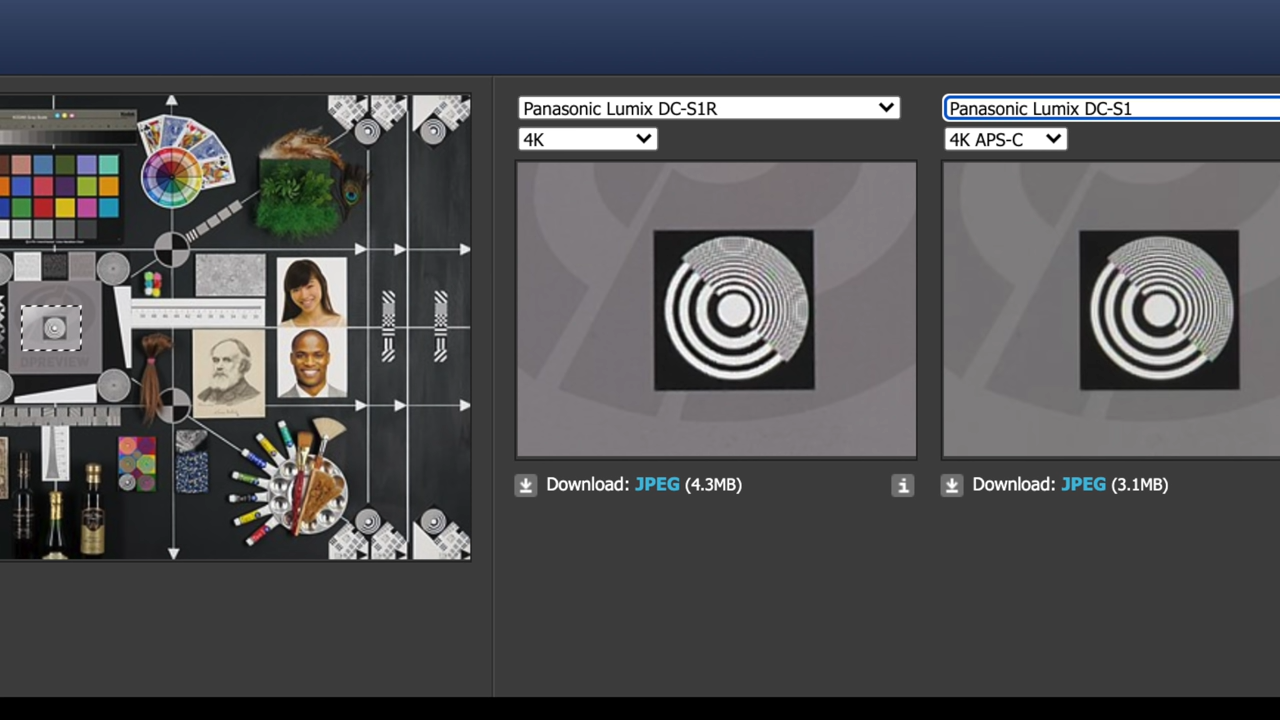 Panasonic Lumix DC-S1R
4K
Download: JPEG (4.3MB)
i
Panasonic Lumix DC-S1
4K APS-C
Download: JPEG (3.1MB)
DPREVIEW